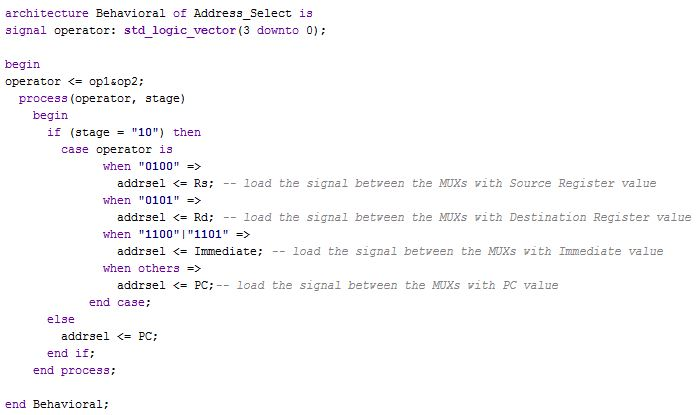 architecture Behavioral of Address_Select is
signal operator: std_logic_vector(3 downto 0);
begin
operator <= op1&op2;
process(operator, stage)
begin
if (stage = "10") then
case operator is
when "0100" =>
addrsel <= Rs; -- load the signal between the MUXs with Source Register value
when "0101" =>
addrsel <= Rd; -- load the signal between the MUXs with Destination Register value
when "1100"|"1101" =>
addrsel <= Immediate; -- load the signal between the MUXs with Immediate value
when others =>
addrsel <= PC;-- load the signal between the MUXs with PC value
end case;
else
addrsel <= PC;
end if;
end process;
end Behavioral;